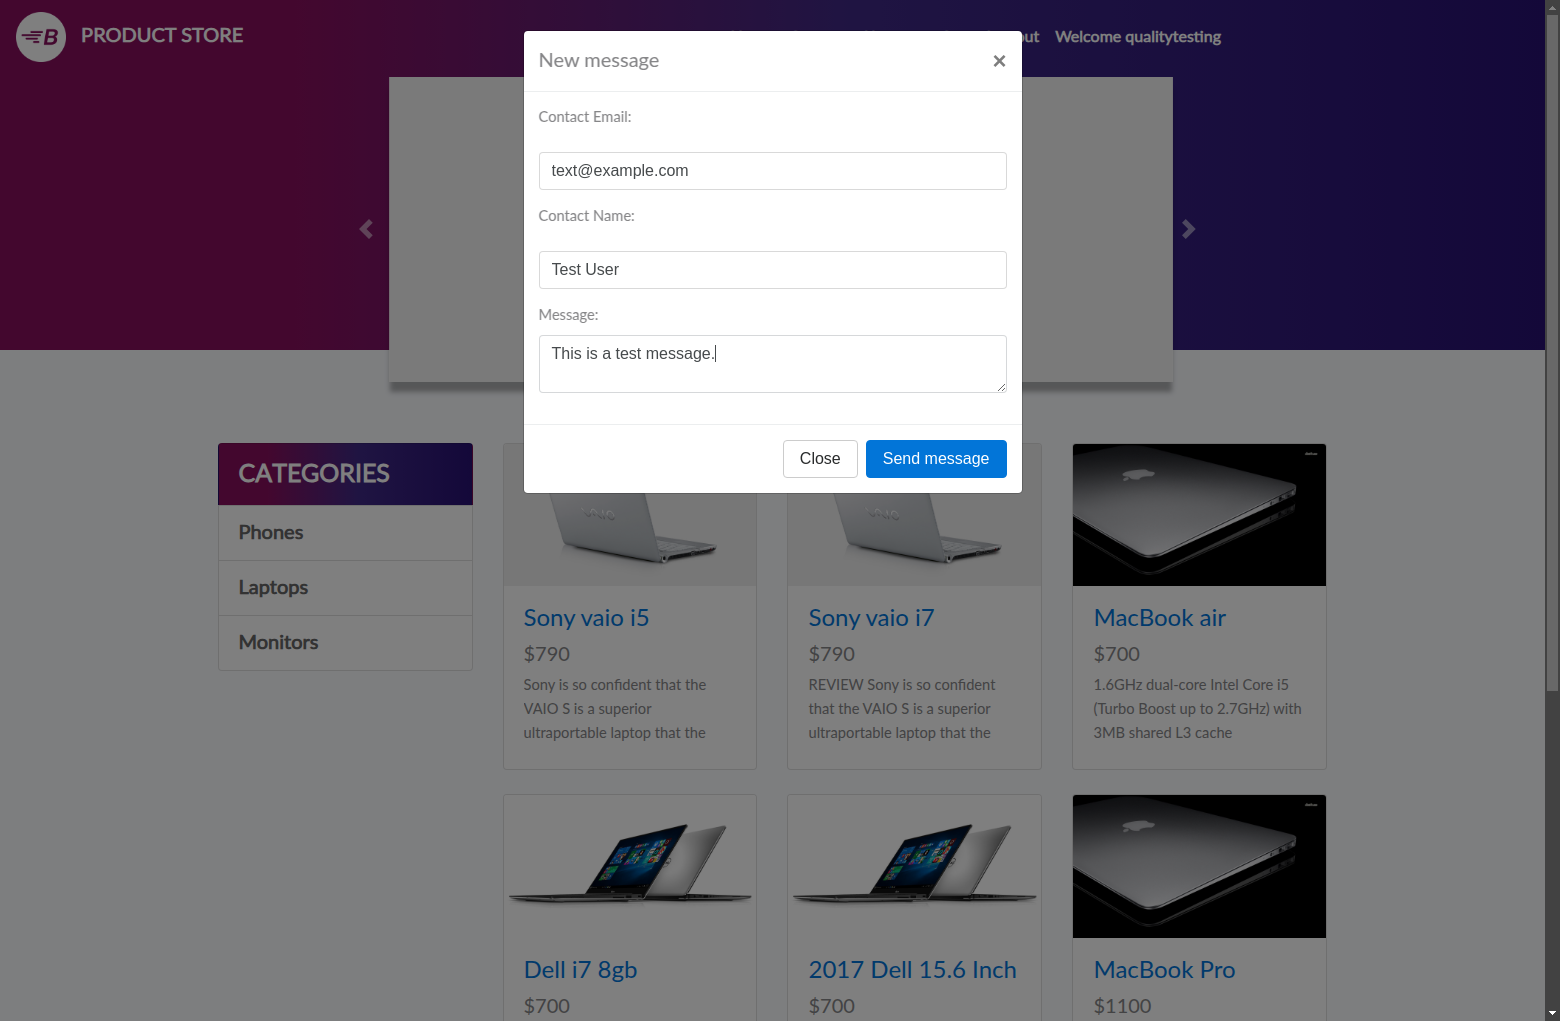 PRODUCT STORE
out Welcome qualitytesting
New message
×
Contact Email:
text@example.com
Contact Name:
Test User
Message:
This is a test message.
Close Send message
CATEGORIES
Phones
Laptops
Monitors
VAIO
VAIO
Sony vaio i5
$790
Sony is so confident that the
VAIO S is a superior
ultraportable laptop that the
Sony vaio i7
$790
REVIEW Sony is so confident
that the VAIO S is a superior
ultraportable laptop that the
MacBook air
$700
1.6GHz dual-core Intel Core i5
(Turbo Boost up to 2.7GHz) with
3MB shared L3 cache
Dell i7 8gb
$700
2017 Dell 15.6 Inch
$700
MacBook Pro
$1100